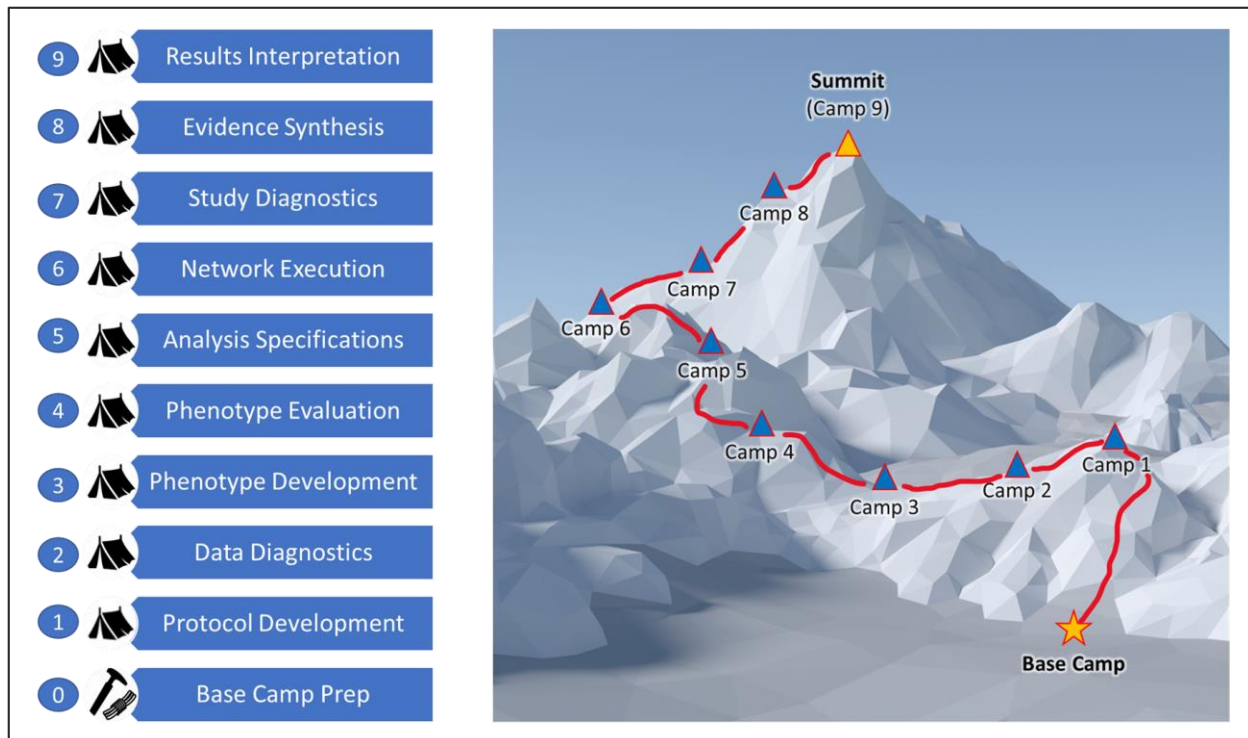 9
Results Interpretation
8
Evidence Synthesis
7
Study Diagnostics
6
Network Execution
5
Analysis Specifications
4
Phenotype Evaluation
3
Phenotype Development
2
Data Diagnostics
1
Protocol Development
0
Base Camp Prep
Summit
(Camp 9)
Camp 8
Camp 7
Camp 6
Camp 5
Camp 4
Camp 3
Camp 2
Camp 1
Base Camp